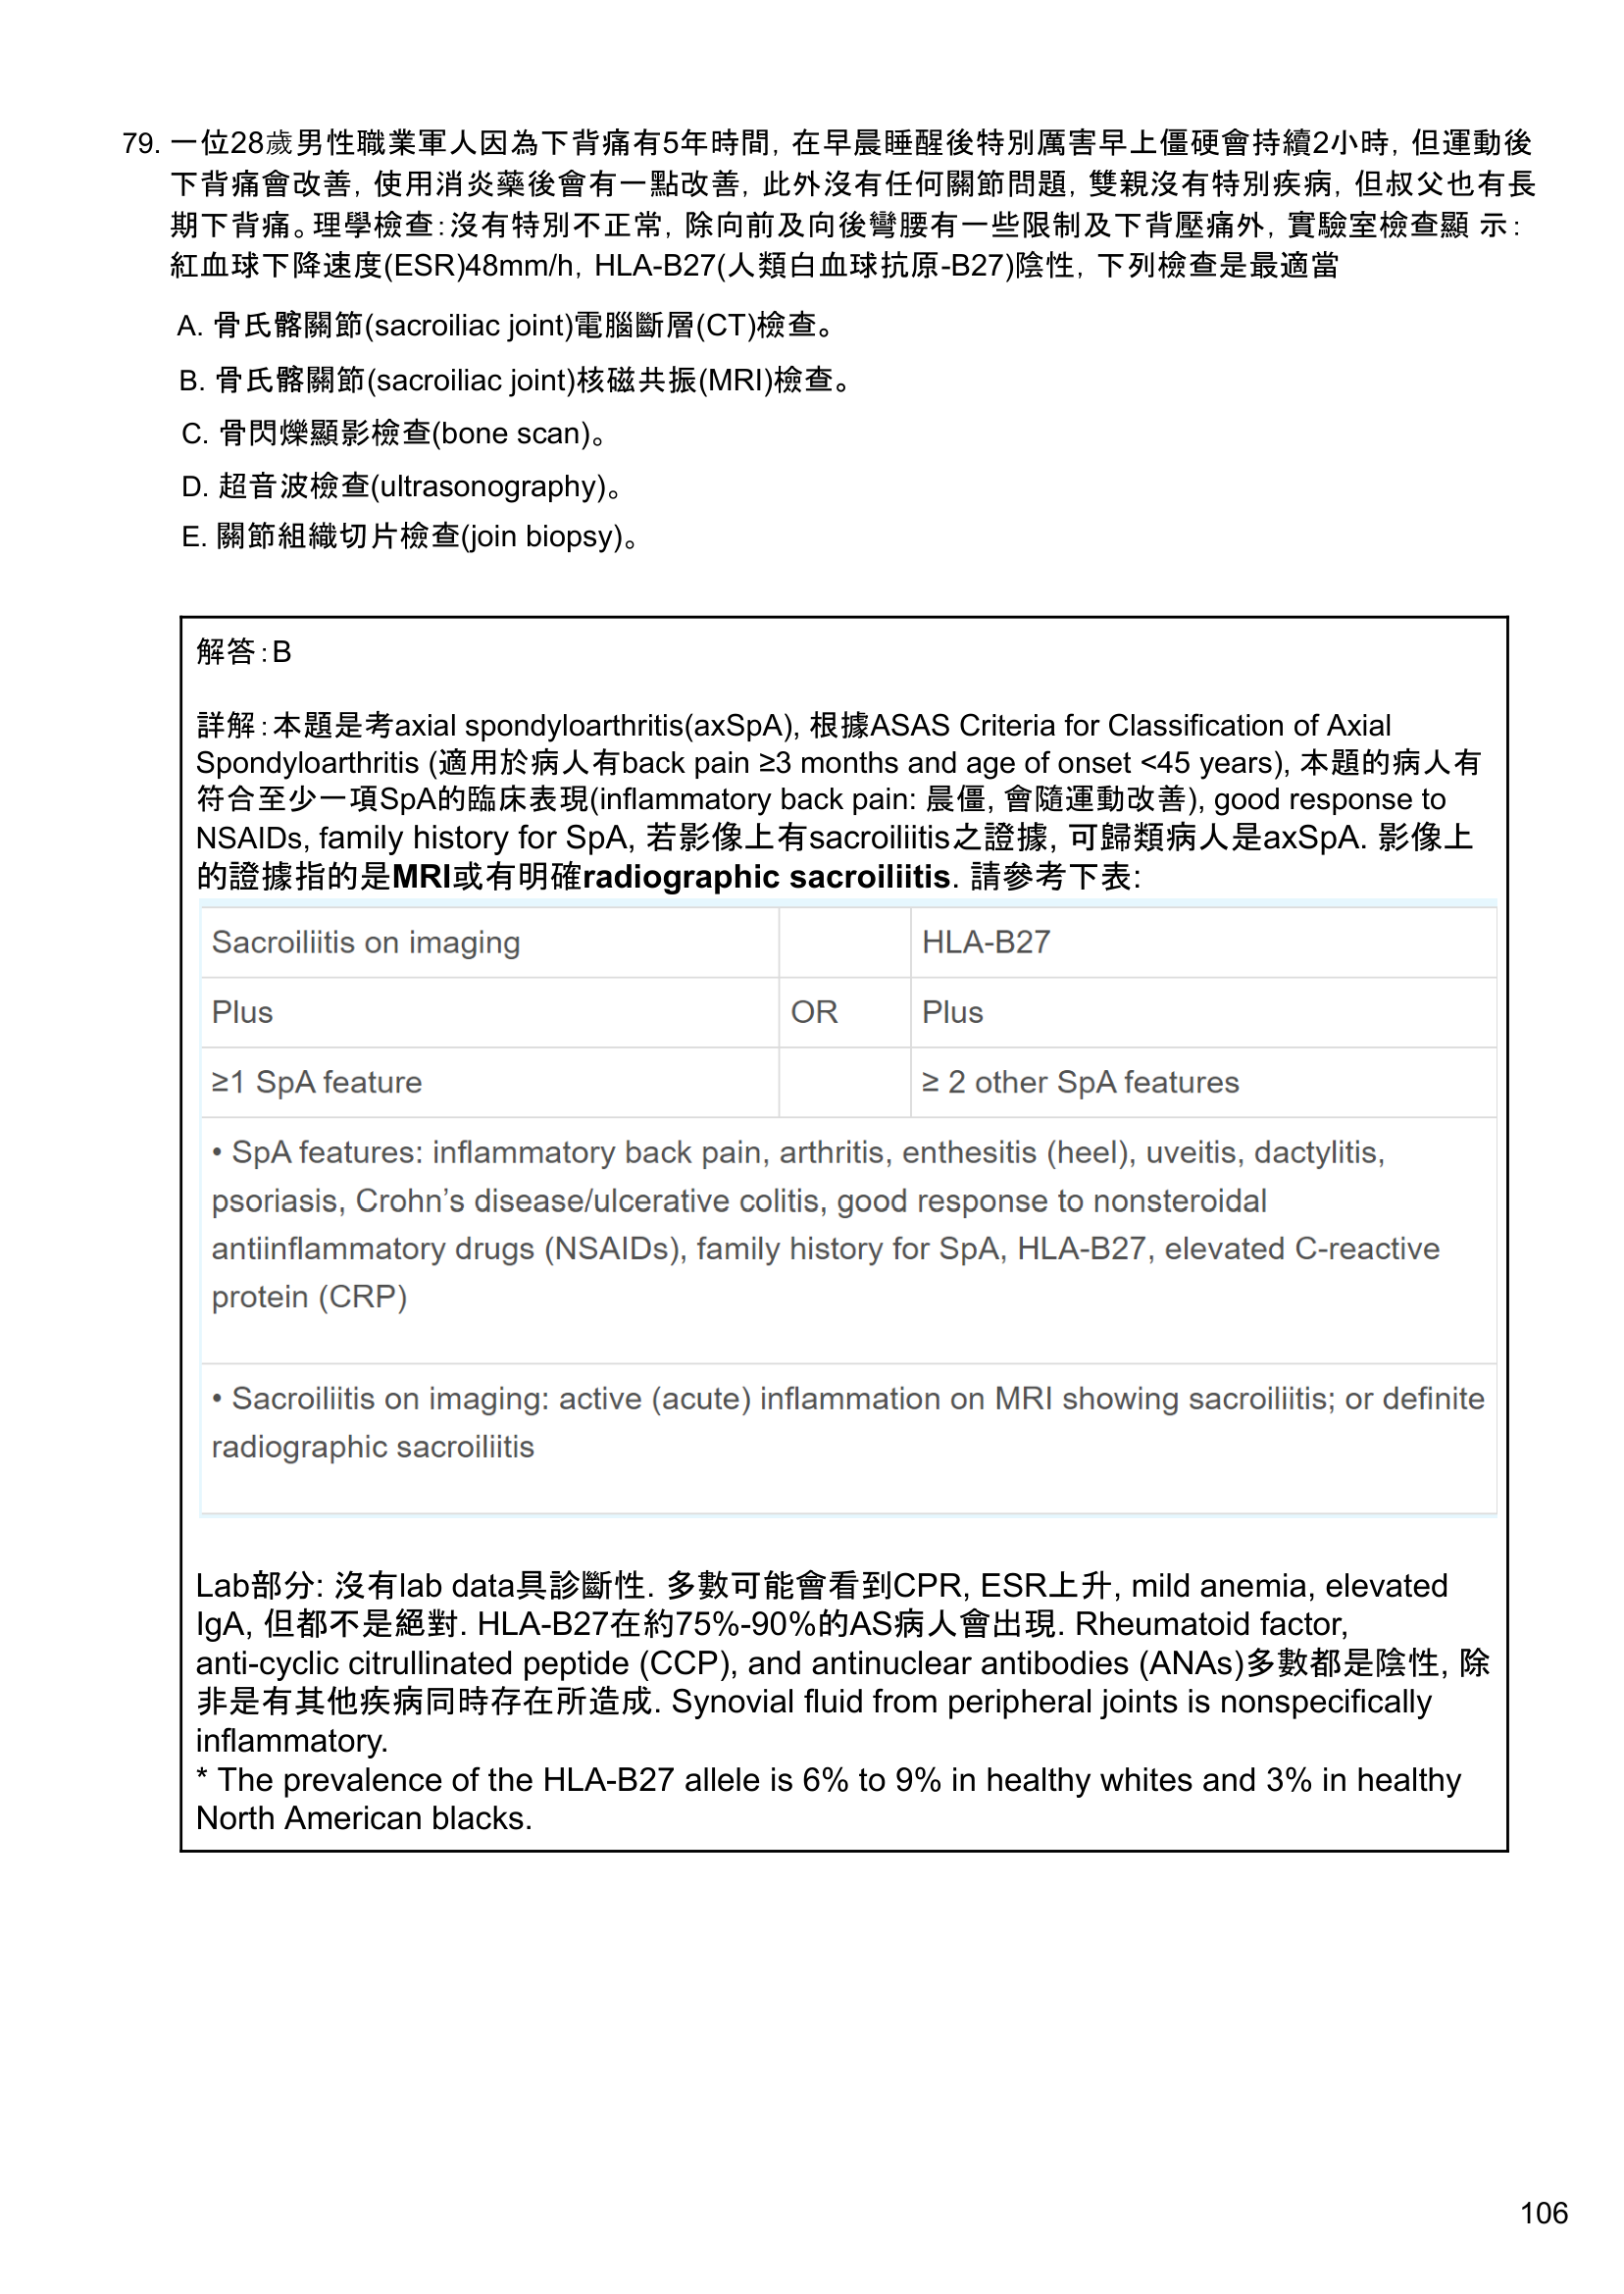 79. 一位28歲男性職業軍人因為下背痛有5年時間, 在早晨睡醒後特別厲害早上僵硬會持續2小時, 但運動後
下背痛會改善, 使用消炎藥後會有一點改善, 此外沒有任何關節問題, 雙親沒有特別疾病, 但叔父也有長
期下背痛。理學檢查:沒有特別不正常, 除向前及向後彎腰有一些限制及下背壓痛外, 實驗室檢查顯 示:
紅血球下降速度(ESR)48mm/h, HLA-B27(人類白血球抗原-B27)陰性, 下列檢查是最適當
A. 骨氏髂關節(sacroiliac joint)電腦斷層(CT)檢查。
B. 骨氏髂關節(sacroiliac joint)核磁共振(MRI)檢查。
C. 骨閃爍顯影檢查(bone scan)。
D. 超音波檢查(ultrasonography)。
E. 關節組織切片檢查(join biopsy)。
解答:B
詳解:本題是考axial spondyloarthritis(axSpA), 根據ASAS Criteria for Classification of Axial
Spondyloarthritis (適用於病人有back pain ≥3 months and age of onset <45 years), 本題的病人有
符合至少一項SpA的臨床表現(inflammatory back pain: 晨僵, 會隨運動改善), good response to
NSAIDs, family history for SpA, 若影像上有sacroiliitis之證據, 可歸類病人是axSpA. 影像上
的證據指的是MRI或有明確radiographic sacroiliitis. 請參考下表:
Sacroiliitis on imaging HLA-B27
Plus OR Plus
≥1 SpA feature ≥ 2 other SpA features
• SpA features: inflammatory back pain, arthritis, enthesitis (heel), uveitis, dactylitis,
psoriasis, Crohn’s disease/ulcerative colitis, good response to nonsteroidal
antiinflammatory drugs (NSAIDs), family history for SpA, HLA-B27, elevated C-reactive
protein (CRP)
• Sacroiliitis on imaging: active (acute) inflammation on MRI showing sacroiliitis; or definite
radiographic sacroiliitis
Lab部分: 沒有lab data具診斷性. 多數可能會看到CPR, ESR上升, mild anemia, elevated
IgA, 但都不是絕對. HLA-B27在約75%-90%的AS病人會出現. Rheumatoid factor,
anti-cyclic citrullinated peptide (CCP), and antinuclear antibodies (ANAs)多數都是陰性, 除
非是有其他疾病同時存在所造成. Synovial fluid from peripheral joints is nonspecifically
inflammatory.
* The prevalence of the HLA-B27 allele is 6% to 9% in healthy whites and 3% in healthy
North American blacks.
106